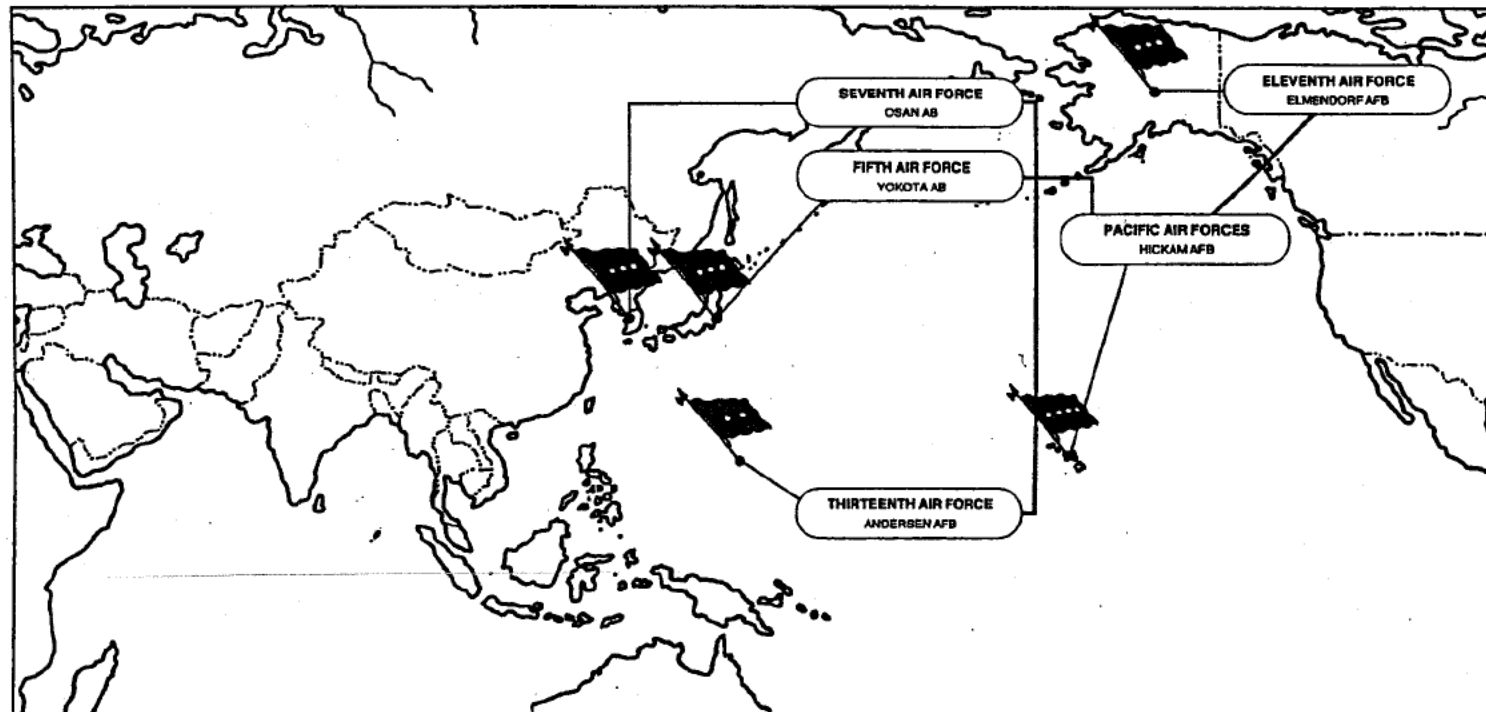 SEVENTH AIR FORCE
OSAN AB
FIFTH AIR FORCE
YOKOTA AB
ELEVENTH AIR FORCE
ELMENDORF AFB
PACIFIC AIR FORCES
HICKAM AFB
THIRTEENTH AIR FORCE
ANDERSEN AFB